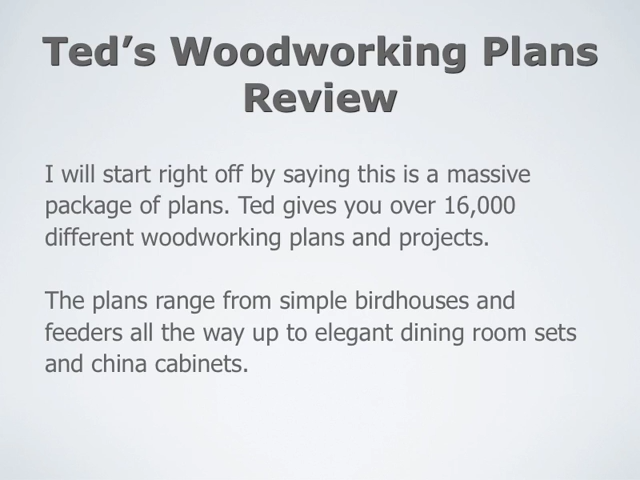 Ted’s Woodworking Plans
Review
I will start right off by saying this is a massive
package of plans. Ted gives you over 16,000
different woodworking plans and projects.
The plans range from simple birdhouses and
feeders all the way up to elegant dining room sets
and china cabinets.